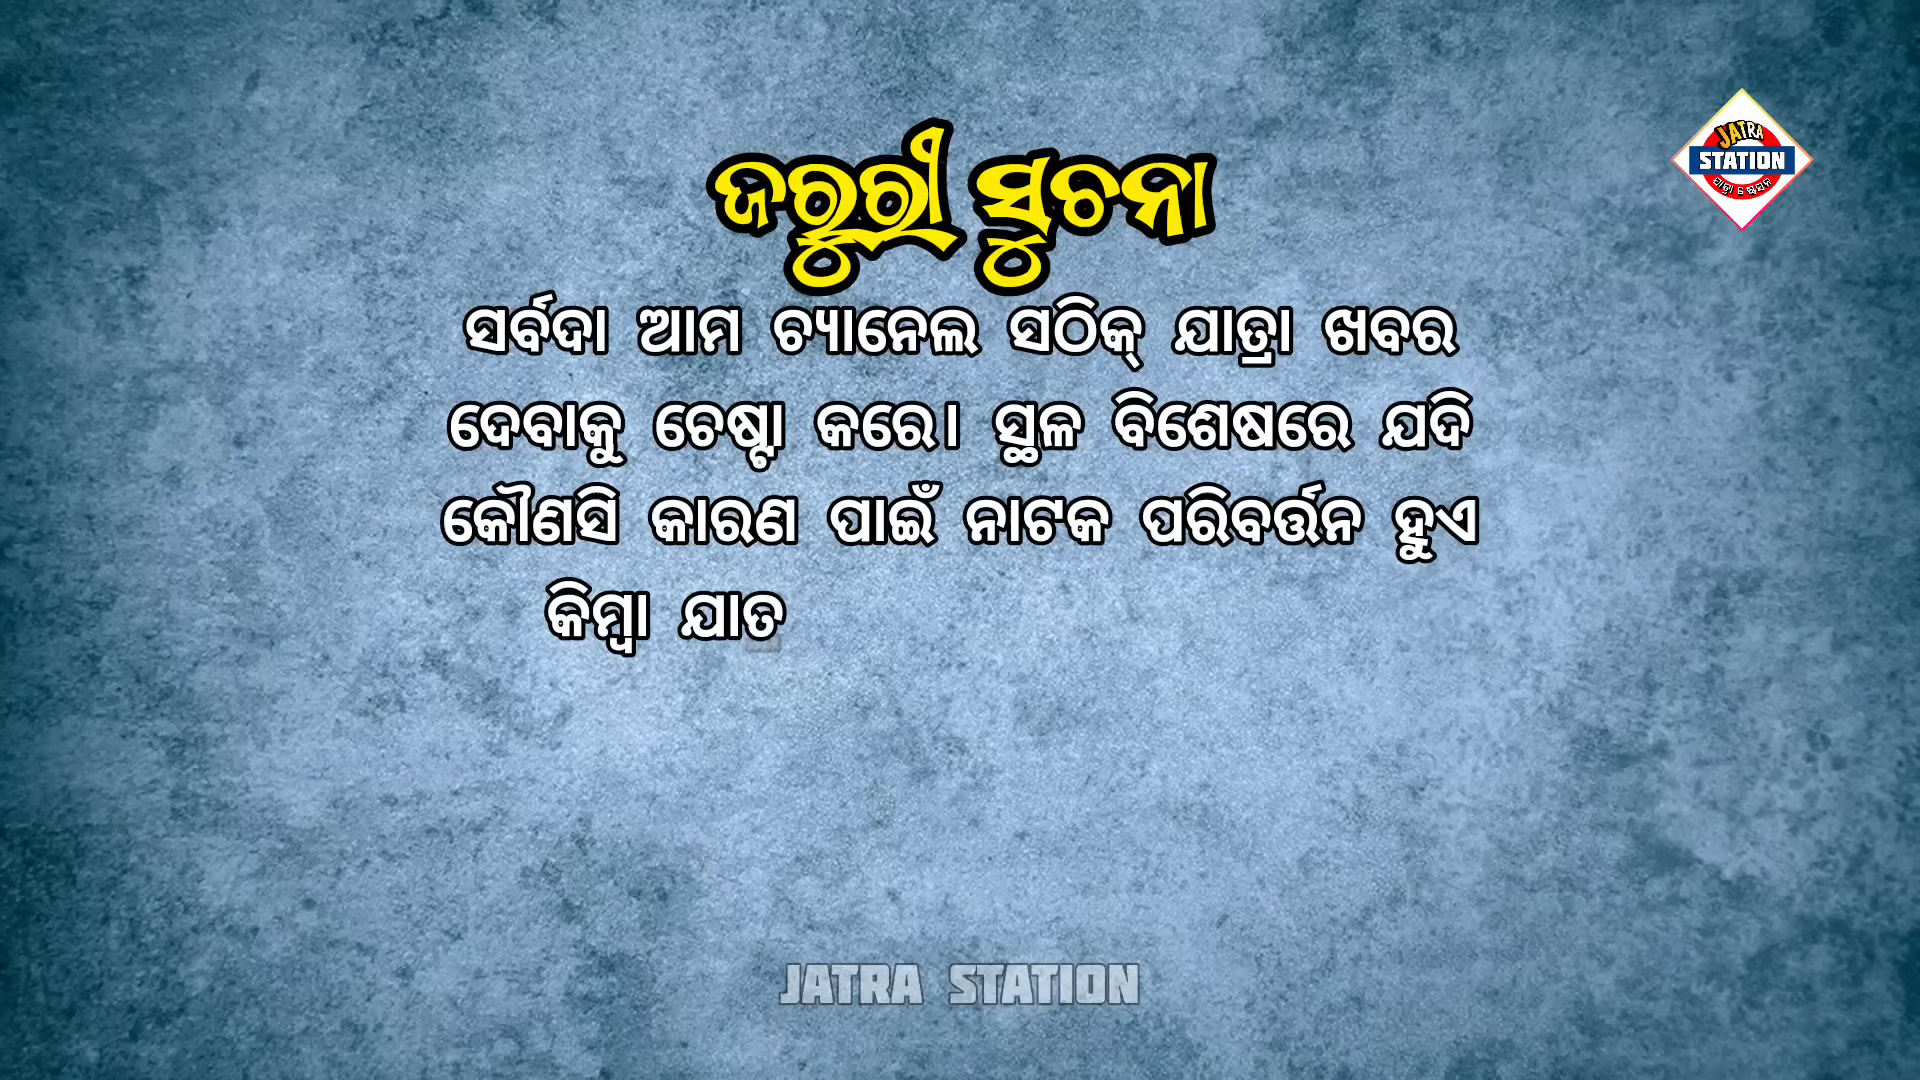 ଜରୁରୀ ସୁଚନା
JATRA
STATION
ସର୍ବଦା ଆମ ଚ୍ୟାନେଲ ସଠିକ୍ ଯାତ୍ରା ଖବର
ଦେବାକୁ ଚେଷ୍ଟା କରେ। ସ୍ଥଳ ବିଶେଷରେ ଯଦି
କୌଣସି କାରଣ ପାଇଁ ନାଟକ ପରିବର୍ତ୍ତନ ହୁଏ
କିମ୍ବା ଯାତ
JATRA STATION